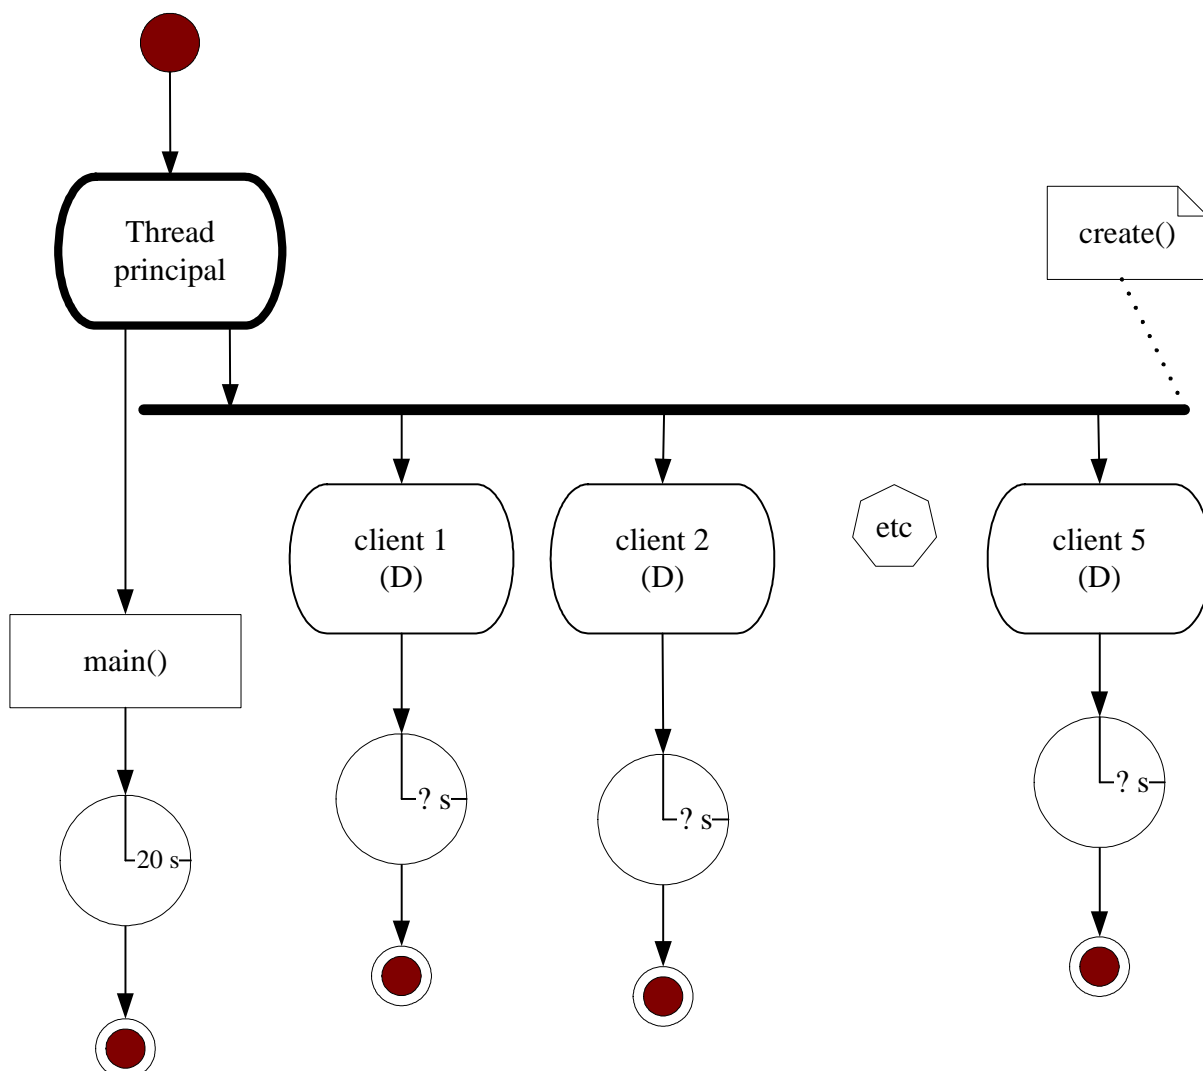 Thread
principal
create()
client 1
(D)
client 2
(D)
etc
client 5
(D)
main()
? s
? s
? s
20 s